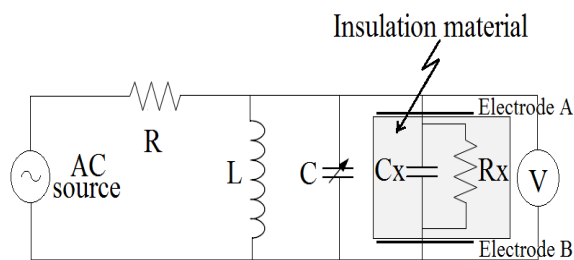 Insulation material
Electrode A
R
AC
source
L
C
Cx
Rx
V
Electrode B